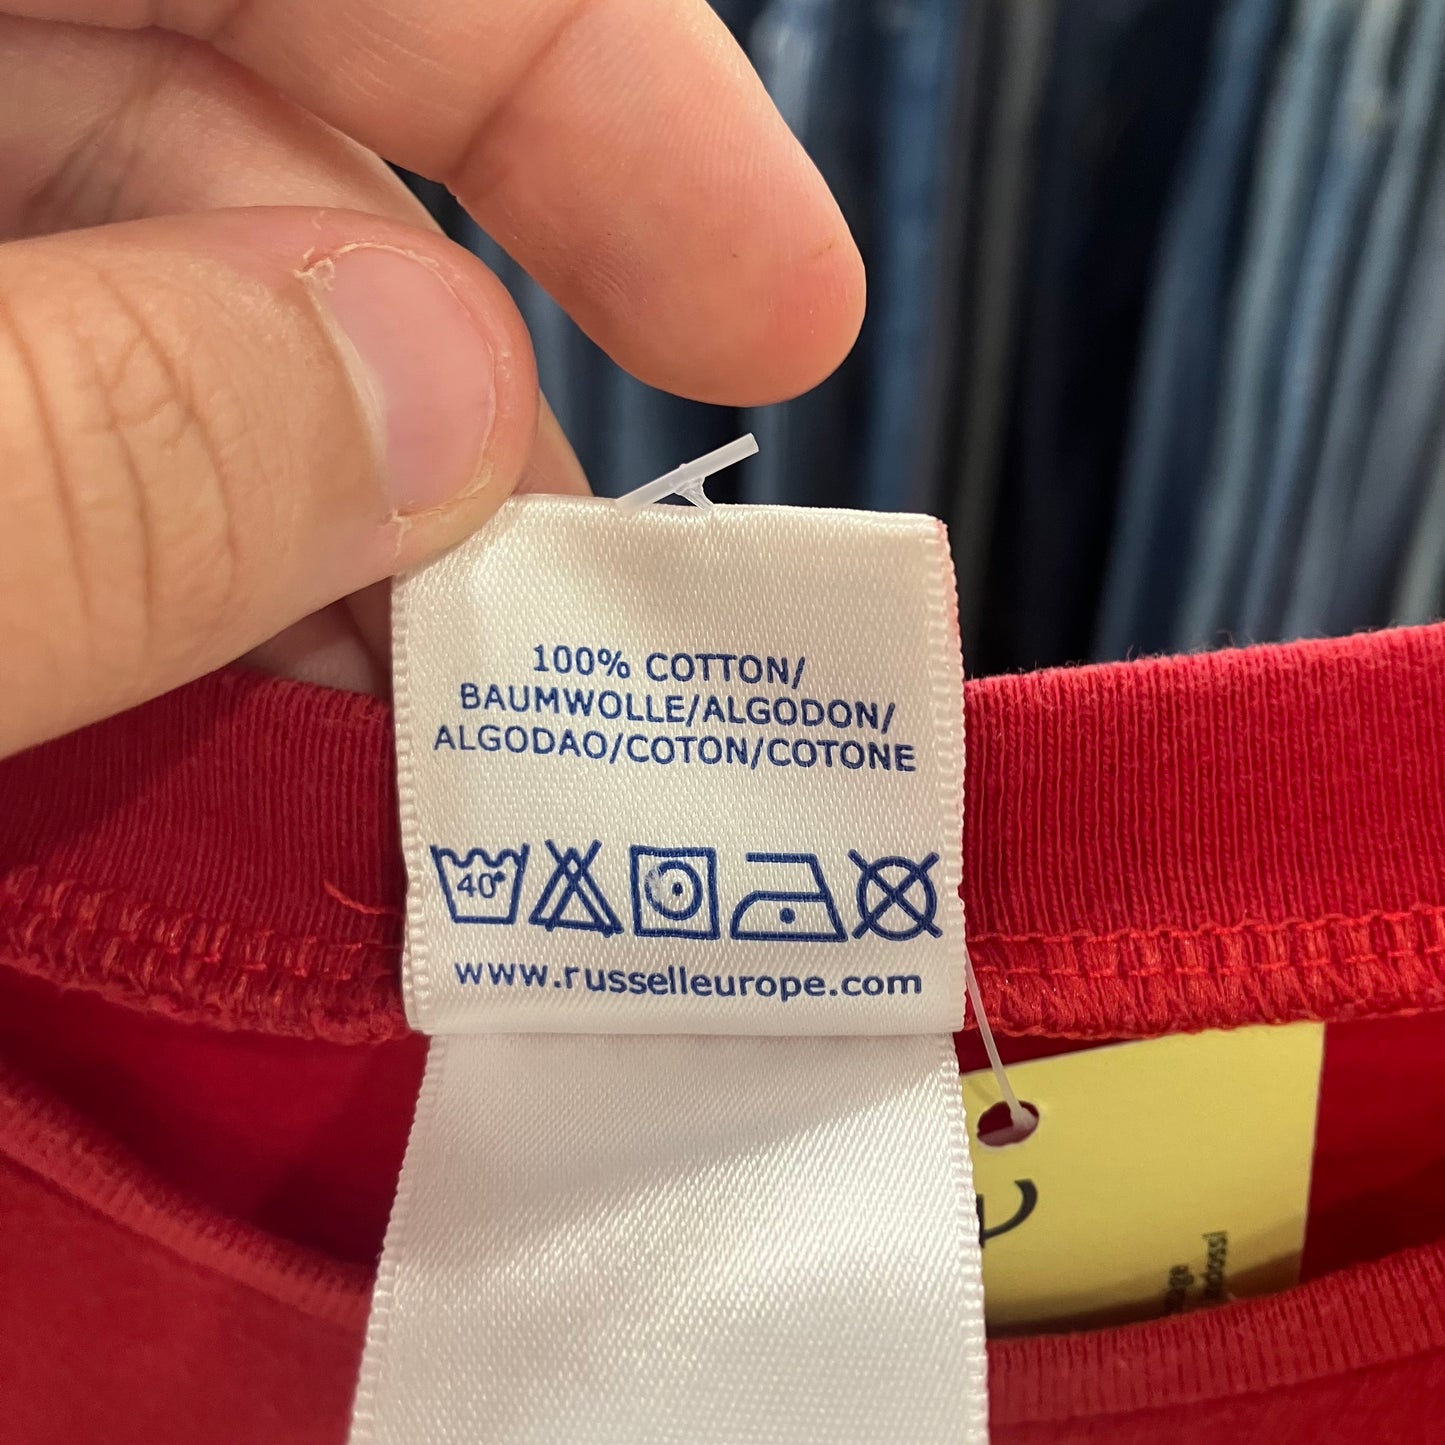 100% COTTON/
BAUMWOLLE/ALGODON/
ALGODAO/COTON/COTONE
40°
www.russelleurope.com